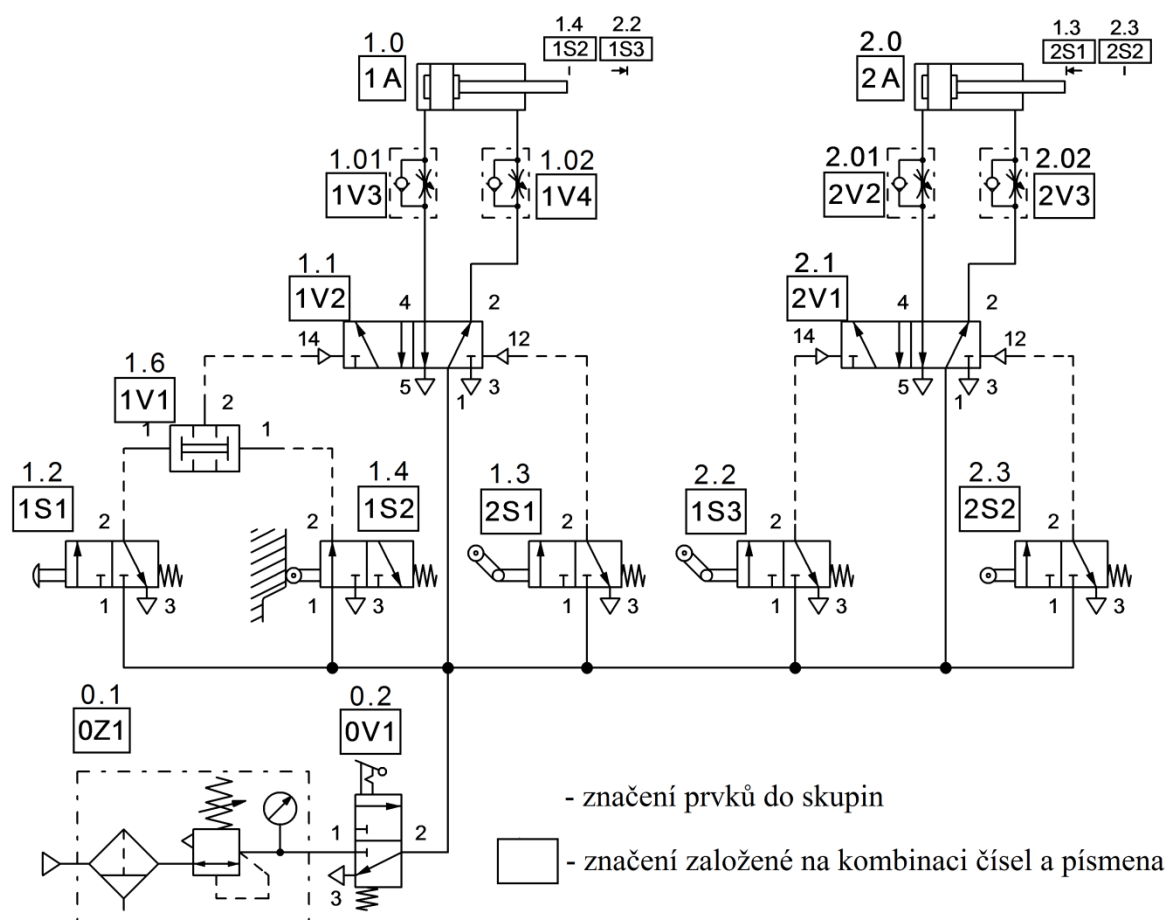 1.4 2.2
1S2 1S3
1.0
1A
1.3 2.3
2S1 2S2
2.0
2A
1.01
1V3
1.02
1V4
2.01
2V2
2.02
2V3
1.1
1V2
4 2
14 12
5 1 3
2.1
2V1
4 2
14 12
5 1 3
1.6
1V1
2
1 1
1.2
1S1
2
1 3
1.4
1S2
2
1 3
1.3
2S1
2
1 3
2.2
1S3
2
1 3
2.3
2S2
2
1 3
0.1
0Z1
0.2
0V1
1 2
3
- značení prvků do skupin
- značení založené na kombinaci čísel a písmena